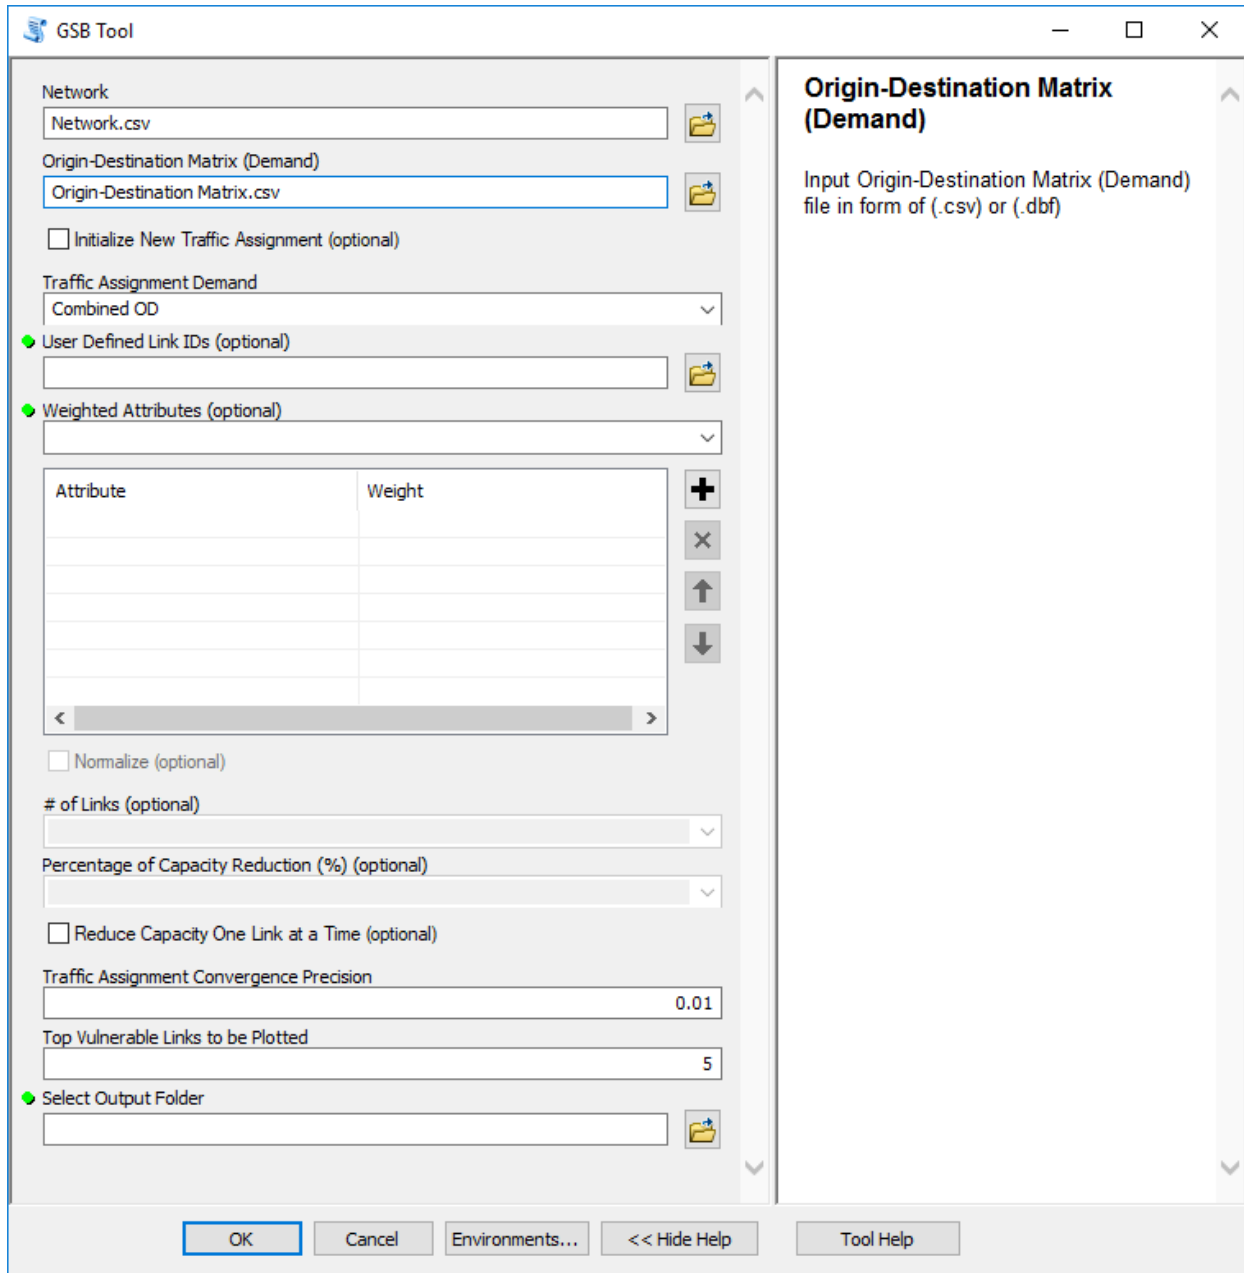 GSB Tool
Network
Network.csv
Origin-Destination Matrix (Demand)
Origin-Destination Matrix.csv
Initialize New Traffic Assignment (optional)
Traffic Assignment Demand
Combined OD
User Defined Link IDs (optional)
Weighted Attributes (optional)
Attribute Weight
Normalize (optional)
# of Links (optional)
Percentage of Capacity Reduction (%) (optional)
Reduce Capacity One Link at a Time (optional)
Traffic Assignment Convergence Precision
0.01
Top Vulnerable Links to be Plotted
5
Select Output Folder
OK Cancel Environments... << Hide Help Tool Help
Origin-Destination Matrix
(Demand)
Input Origin-Destination Matrix (Demand)
file in form of (.csv) or (.dbf)